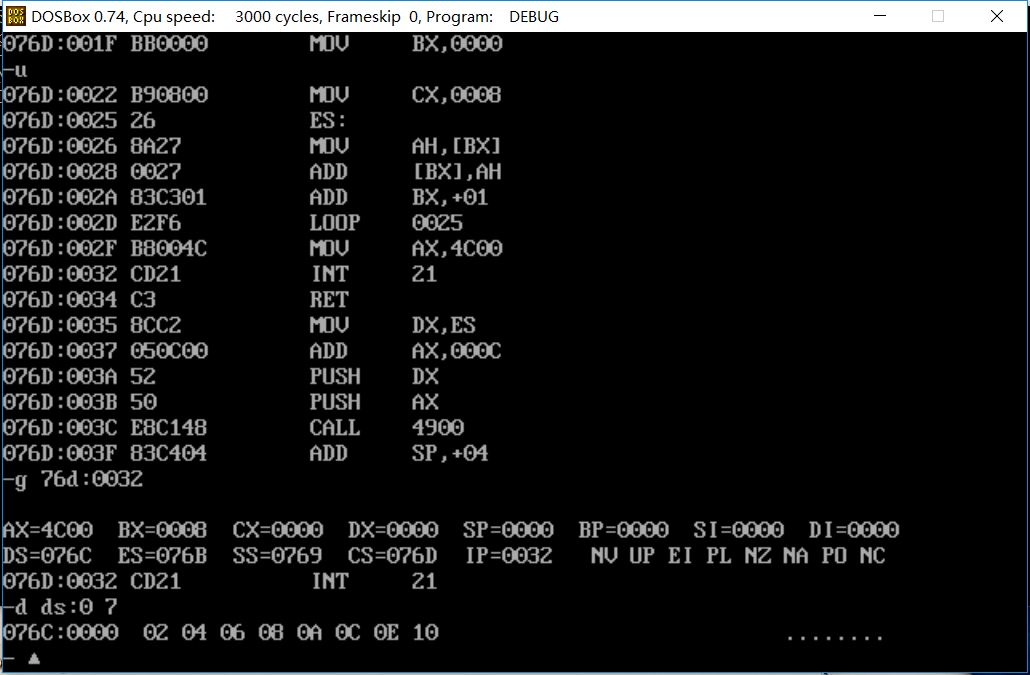 DOS BOX DOSBox 0.74, Cpu speed: 3000 cycles, Frameskip 0, Program: DEBUG
076D:001F BB0000 MOV BX,0000
-u
076D:0022 B90800 MOV CX,0008
076D:0025 26 ES:
076D:0026 8A27 MOV AH,[BX]
076D:0028 0027 ADD [BX],AH
076D:002A 83C301 ADD BX,+01
076D:002D E2F6 LOOP 0025
076D:002F B8004C MOV AX,4C00
076D:0032 CD21 INT 21
076D:0034 C3 RET
076D:0035 8CC2 MOV DX,ES
076D:0037 050C00 ADD AX,000C
076D:003A 52 PUSH DX
076D:003B 50 PUSH AX
076D:003C E8C148 CALL 4900
076D:003F 83C404 ADD SP,+04
-g 76d:0032
AX=4C00 BX=0008 CX=0000 DX=0000 SP=0000 BP=0000 SI=0000 DI=0000
DS=076C ES=076B SS=0769 CS=076D IP=0032 NV UP EI PL NZ NA PO NC
076D:0032 CD21 INT 21
-d ds:0 7
076C:0000 02 04 06 08 0A 0C 0E 10 ........
-